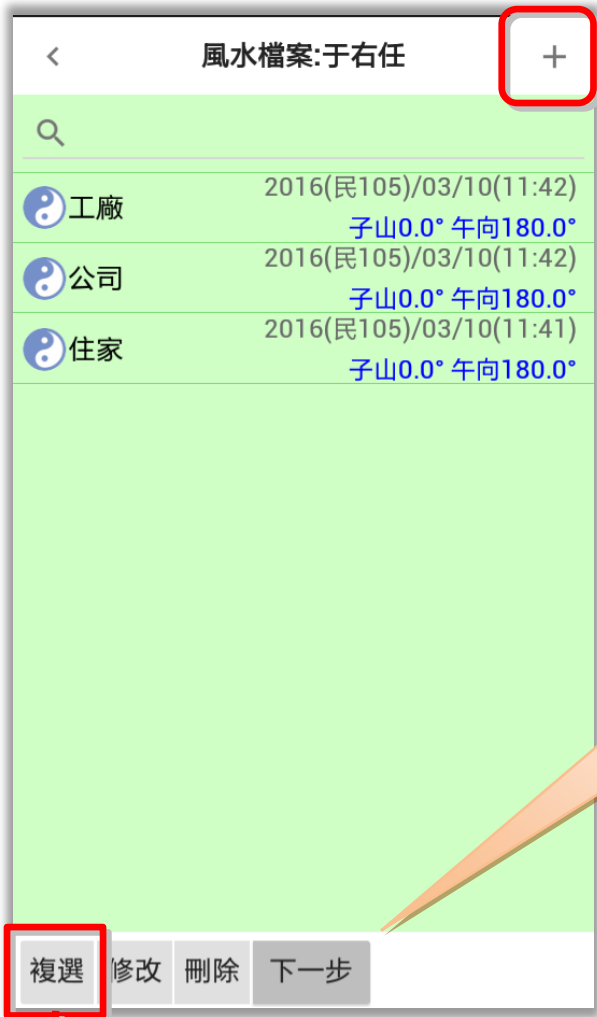 風水檔案:于右任
工廠
2016(民105)/03/10(11:42)
子山0.0° 午向180.0°
公司
2016(民105)/03/10(11:42)
子山0.0° 午向180.0°
住家
2016(民105)/03/10(11:41)
子山0.0° 午向180.0°
複選 修改 刪除 下一步